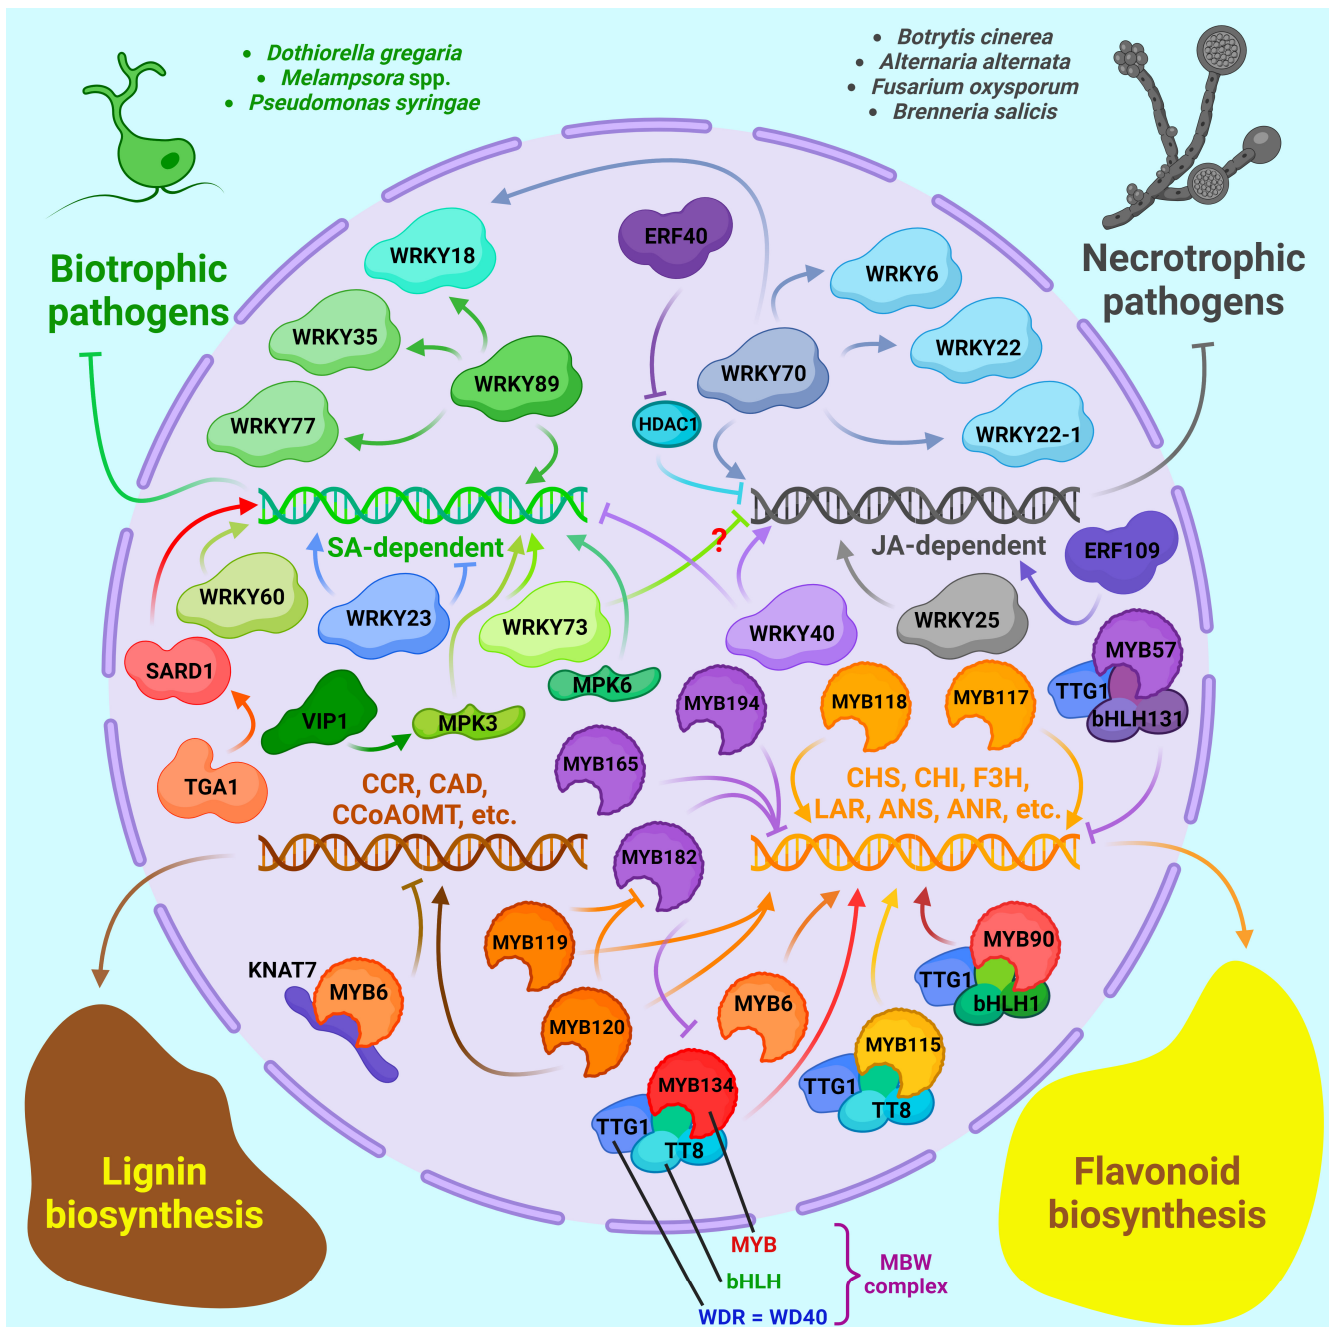 • Dothiorella gregaria
• Melampsora spp.
• Pseudomonas syringae
• Botrytis cinerea
• Alternaria alternata
• Fusarium oxysporum
• Brenneria salicis
Biotrophic
pathogens
Necrotrophic
pathogens
WRKY18
ERF40
WRKY6
WRKY35
WRKY22
WRKY89
WRKY70
WRKY77
HDAC1
WRKY22-1
SA-dependent
?
JA-dependent
ERF109
WRKY60
WRKY23
WRKY73
WRKY40
WRKY25
SARD1
MPK6
MYB57
TTG1
bHLH131
VIP1
MPK3
MYB194
MYB118
MYB117
TGA1
MYB165
CCR, CAD,
CCoAOMT, etc.
CHS, CHI, F3H,
LAR, ANS, ANR, etc.
MYB182
MYB119
MYB90
TTG1
bHLH1
KNAT7
MYB6
MYB120
MYB6
MYB115
TTG1
TT8
MYB134
TTG1
TT8
Lignin
biosynthesis
Flavonoid
biosynthesis
MYB
bHLH
WDR = WD40
MBW
complex